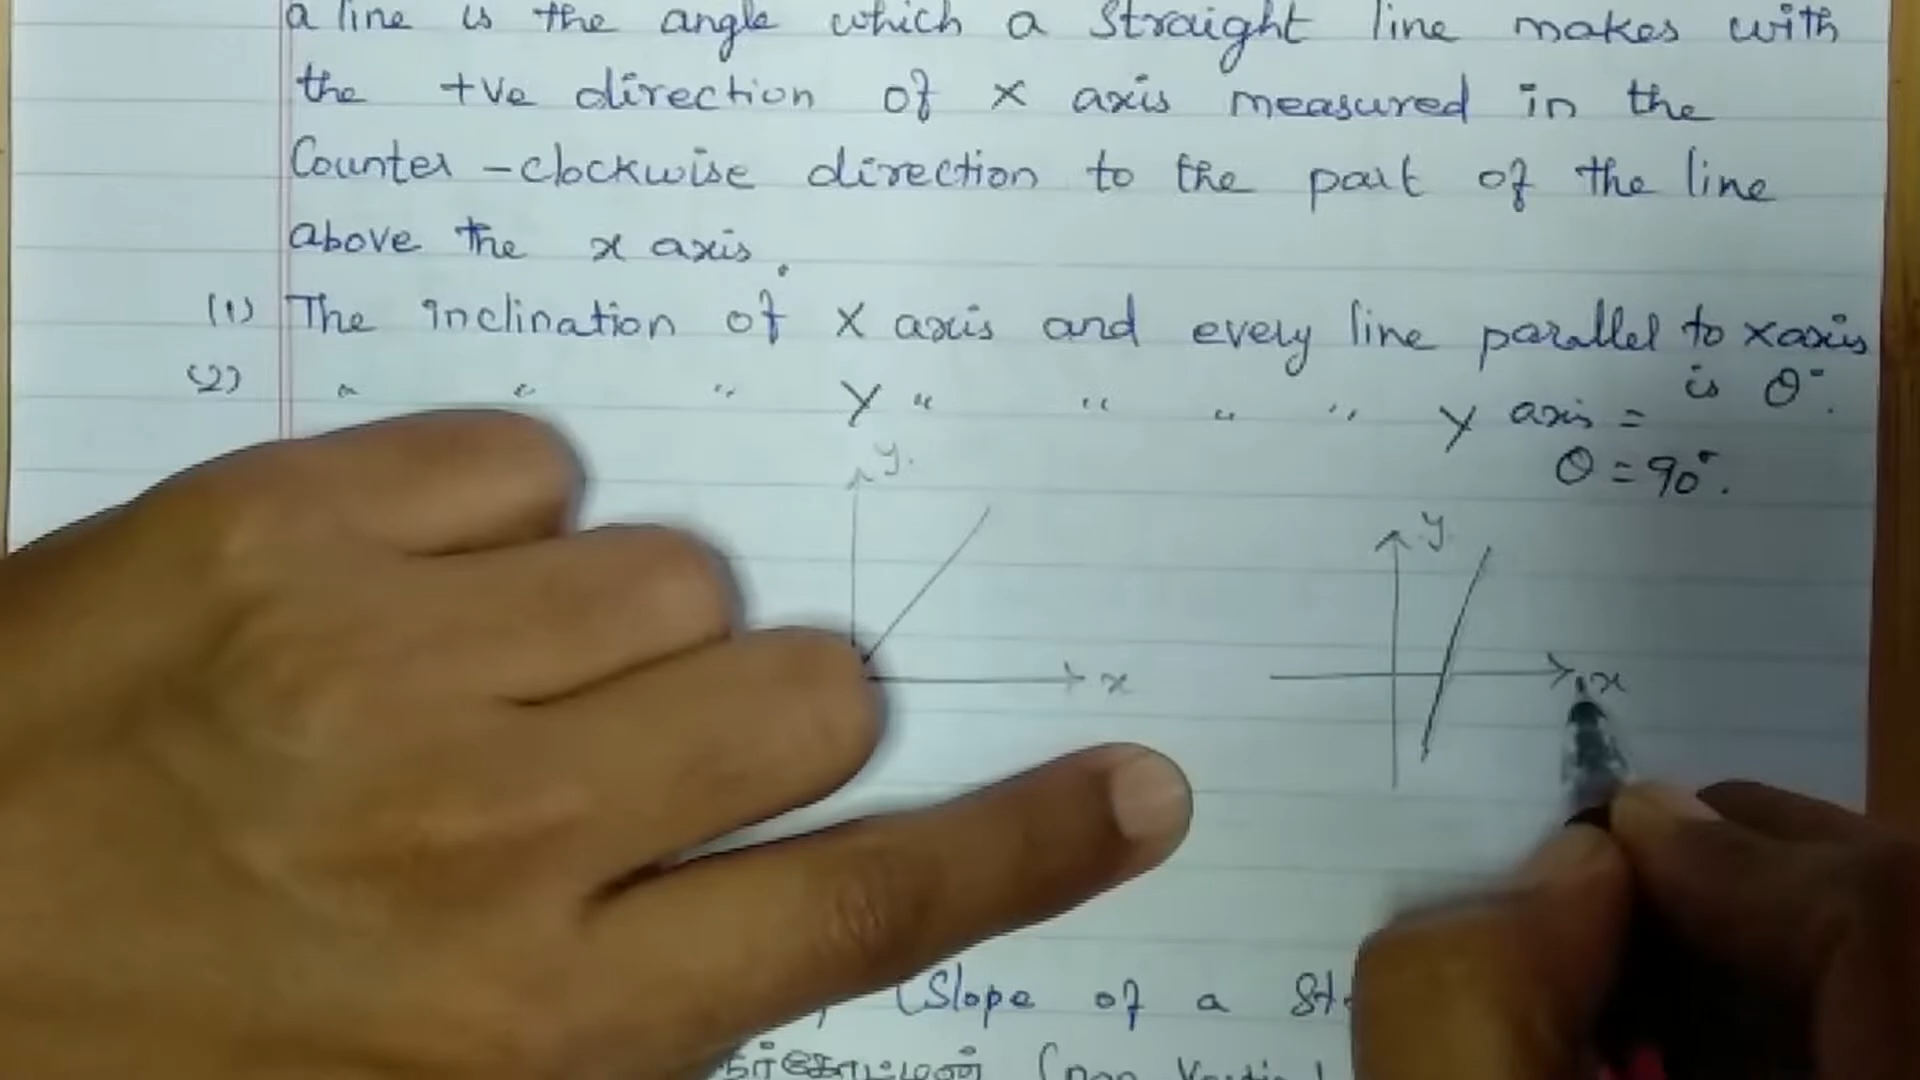 a line is the angle which a straight line makes with
the +ve direction of x axis measured in the
Counter-clockwise direction to the part of the line
above the x axis.
(1) The inclination of X axis and every line parallel to x axis
is θ°.
(2) " " " Y " " " " Y axis =
θ = 90°.
y.
x
y
x
(Slope of a St